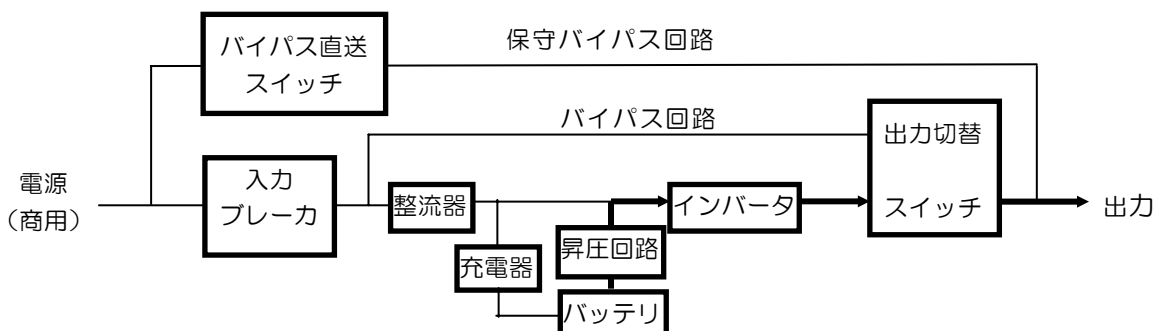 バイパス直送
スイッチ
保守バイパス回路
バイパス回路
出力切替
スイッチ
電源
（商用）
入力
ブレーカ
整流器
インバータ
出力
充電器
昇圧回路
バッテリ